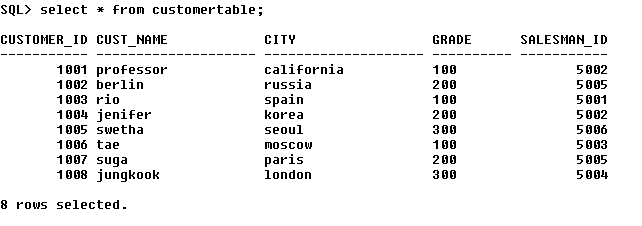 SQL> select * from customertable;
CUSTOMER_ID CUST_NAME CITY GRADE SALESMAN_ID
----------- -------------------- -------------------- ---------- -----------
1001 professor california 100 5002
1002 berlin russia 200 5005
1003 rio spain 100 5001
1004 jenifer korea 200 5002
1005 swetha seoul 300 5006
1006 tae moscow 100 5003
1007 suga paris 200 5005
1008 jungkook london 300 5004
8 rows selected.